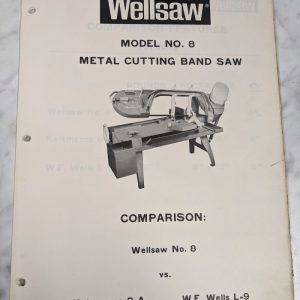 Wellsaw
MODEL NO. 8
METAL CUTTING BAND SAW
COMPARISON:
Wellsaw No. 8
vs.
W.F. Wells L-9